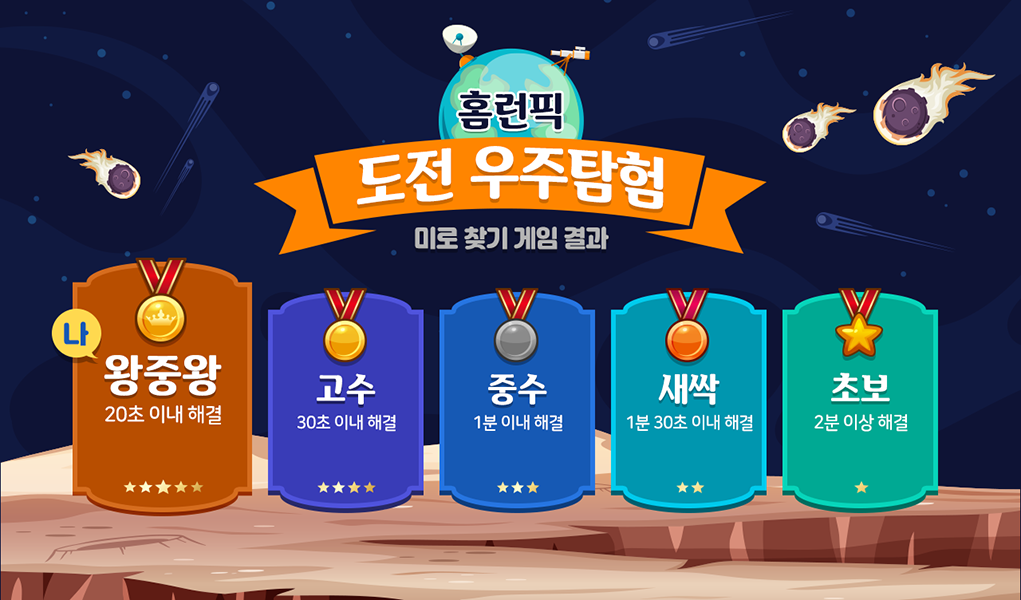 홈런픽
도전 우주탐험
미로 찾기 게임 결과
나
왕중왕
20초 이내 해결
고수
30초 이내 해결
중수
1분 이내 해결
새싹
1분 30초 이내 해결
초보
2분 이상 해결